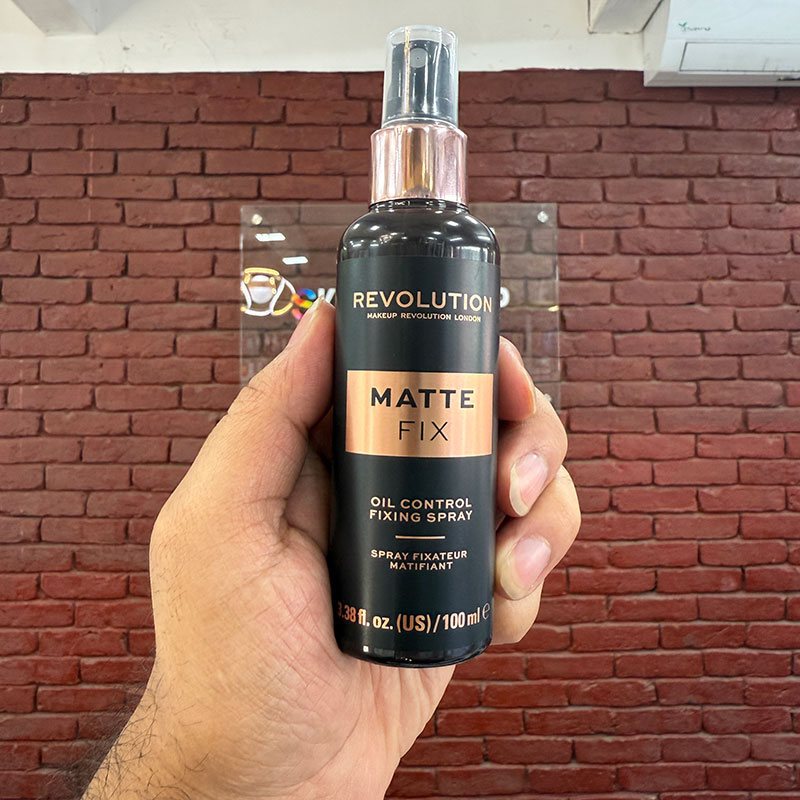 REVOLUTION
MAKEUP REVOLUTION LONDON
MATTE
FIX
OIL CONTROL
FIXING SPRAY
SPRAY FIXATEUR
MATIFIANT
3.38 fl. oz. (US) / 100 ml e